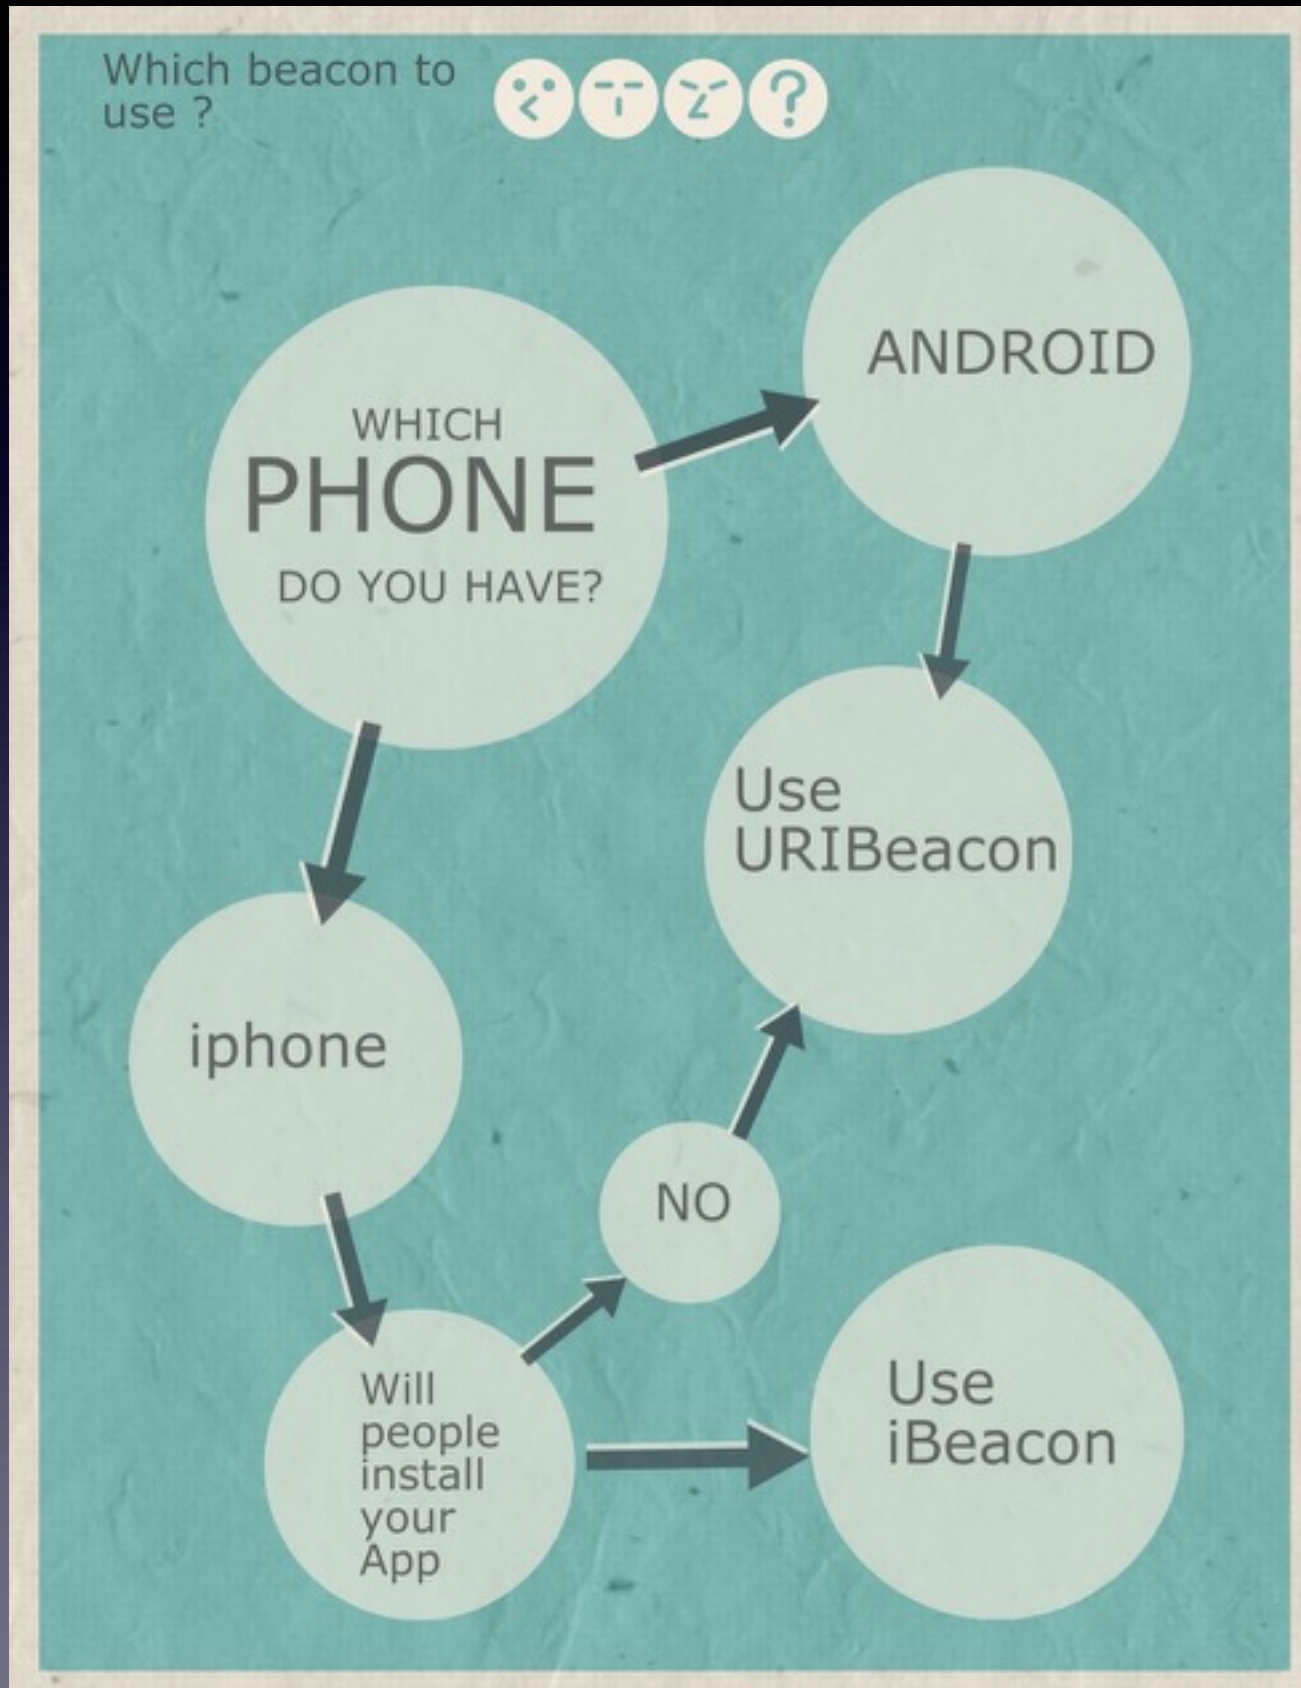 Which beacon to
use ?
?
WHICH
PHONE
DO YOU HAVE?
ANDROID
Use
URIBeacon
iphone
NO
Will
people
install
your
App
Use
iBeacon